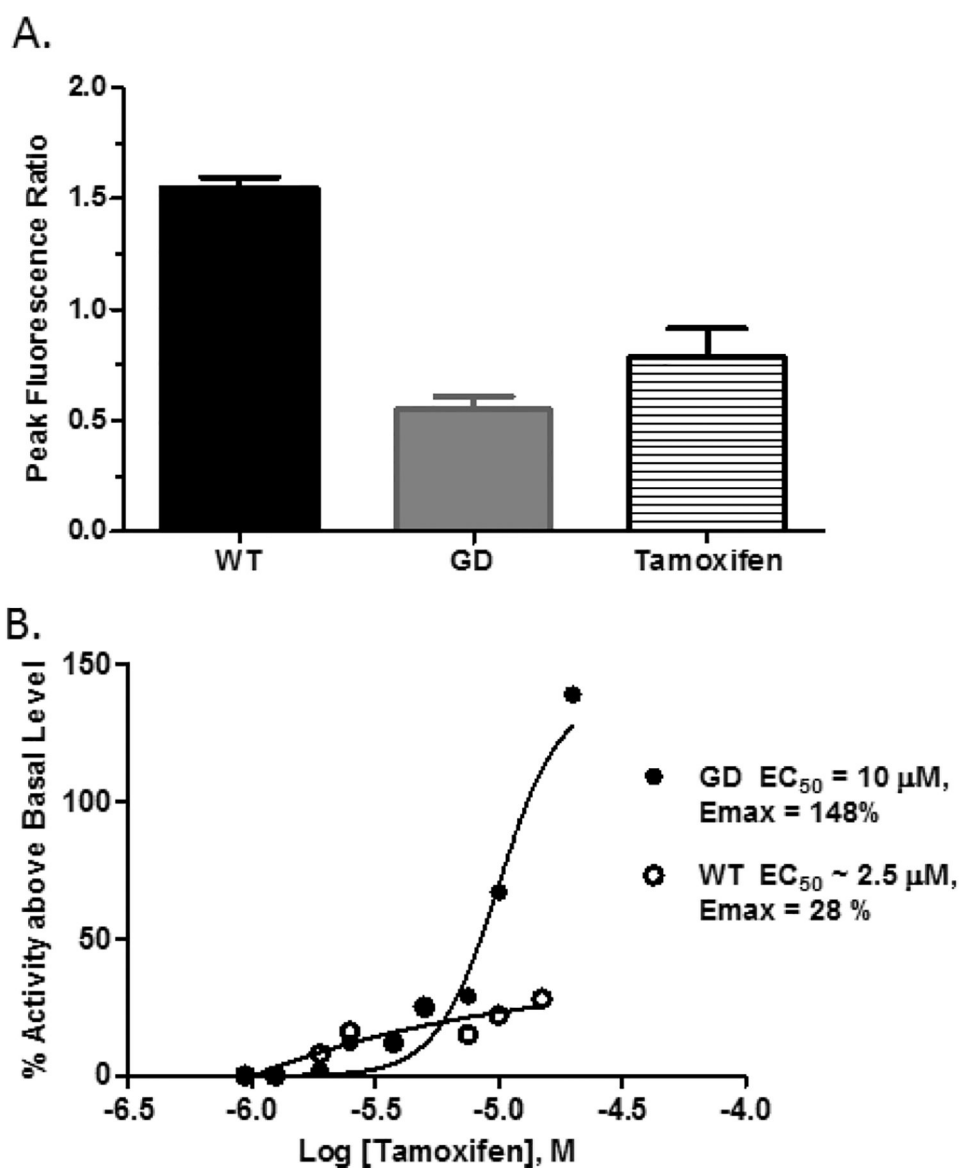 A.
Peak Fluorescence Ratio
2.0
1.5
1.0
0.5
0.0
WT GD Tamoxifen
B.
% Activity above Basal Level
150
100
50
0
-6.5 -6.0 -5.5 -5.0 -4.5 -4.0
Log [Tamoxifen], M
GD EC50 = 10 μM,
Emax = 148%
WT EC50 ~ 2.5 μM,
Emax = 28 %